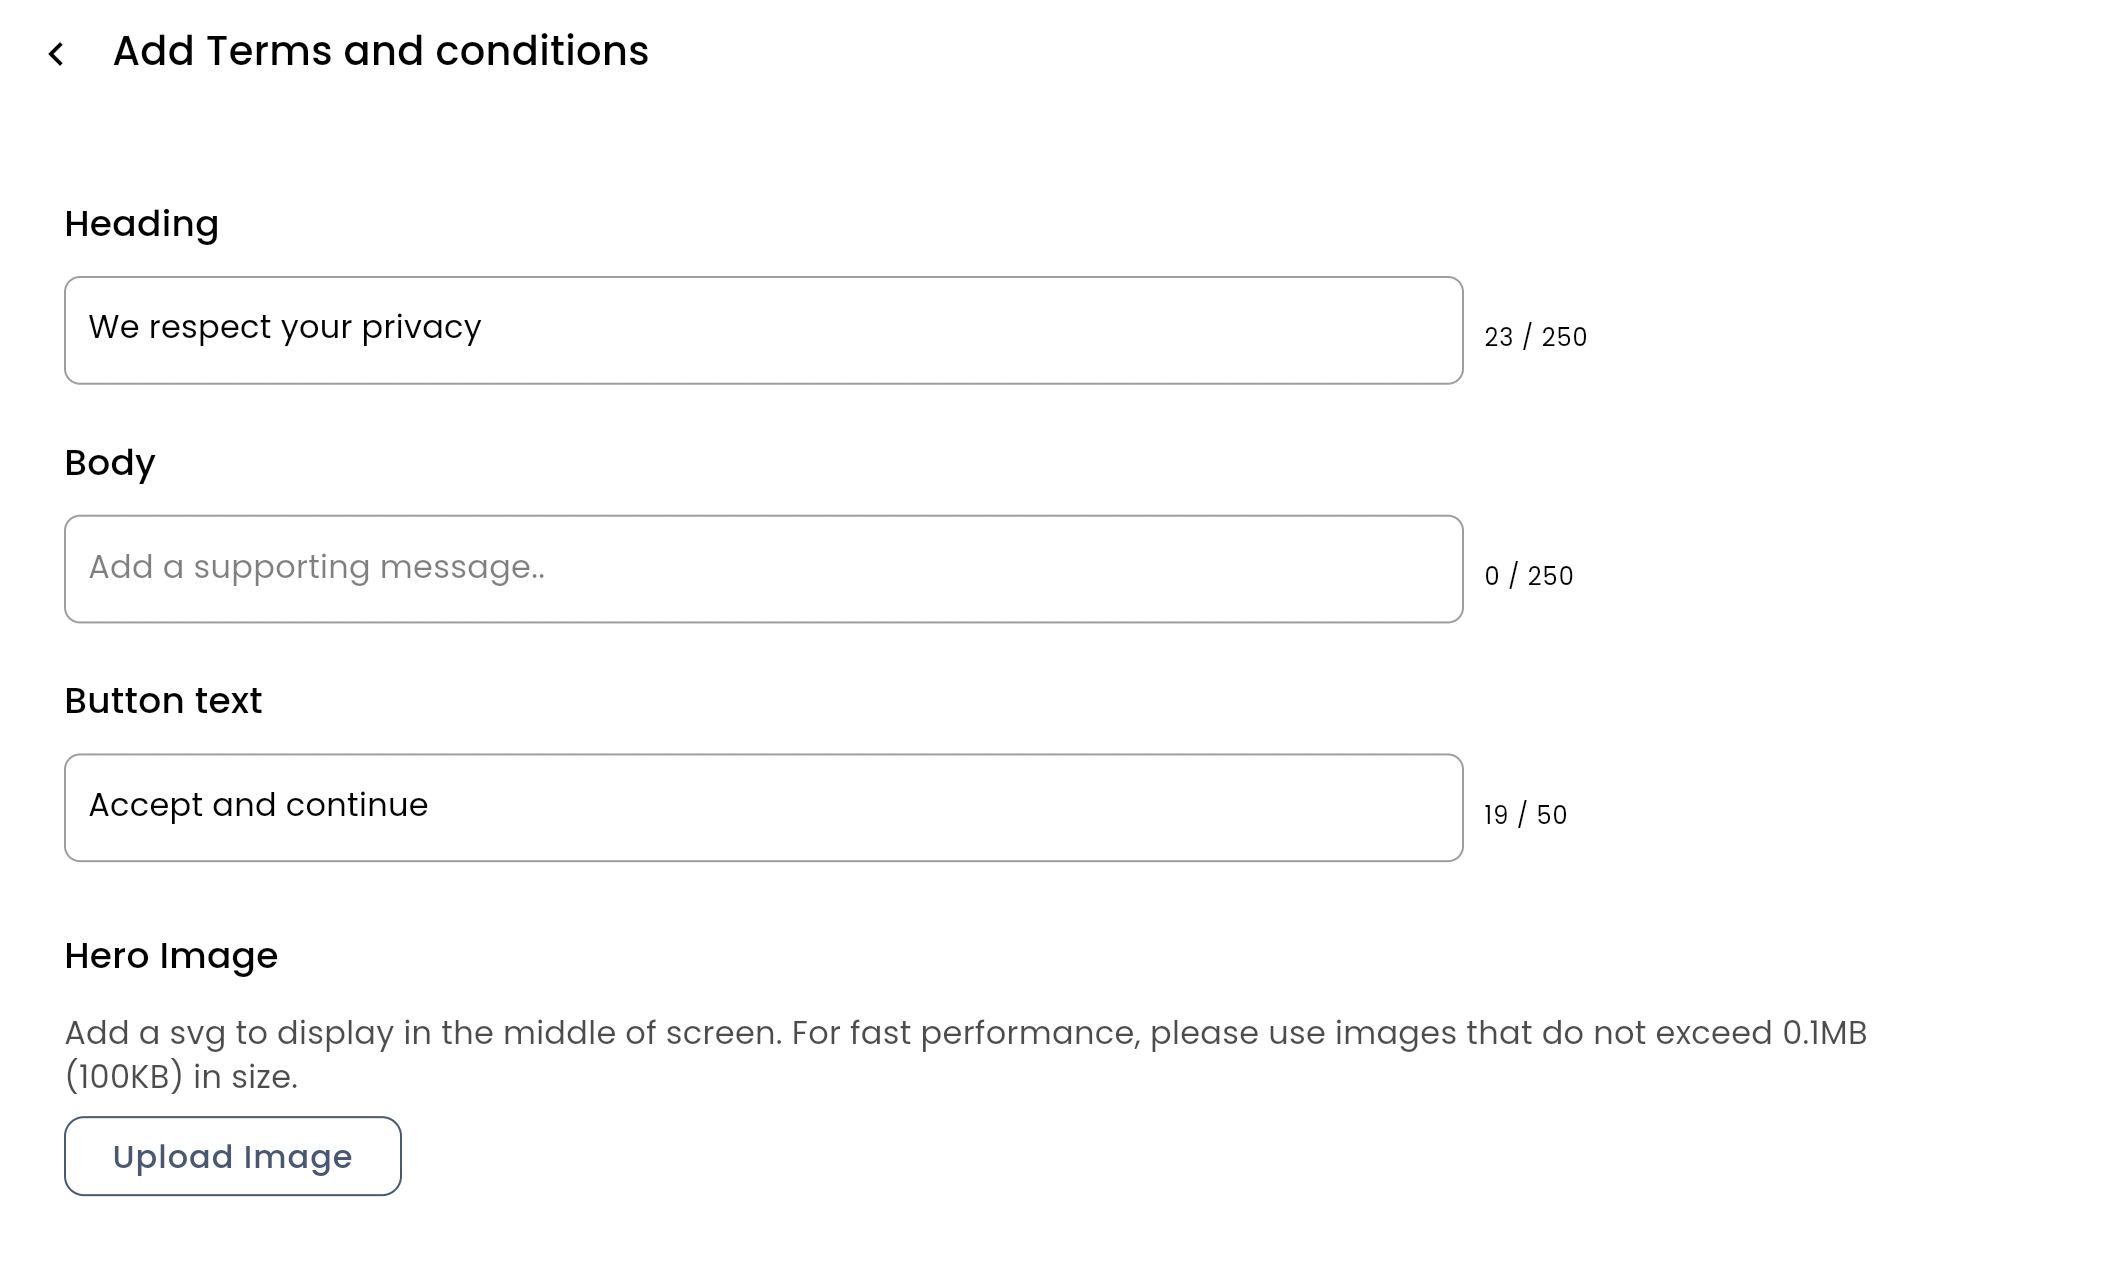 Add Terms and conditions
Heading
We respect your privacy
23 / 250
Body
Add a supporting message..
0 / 250
Button text
Accept and continue
19 / 50
Hero Image
Add a svg to display in the middle of screen. For fast performance, please use images that do not exceed 0.1MB
(100KB) in size.
Upload Image